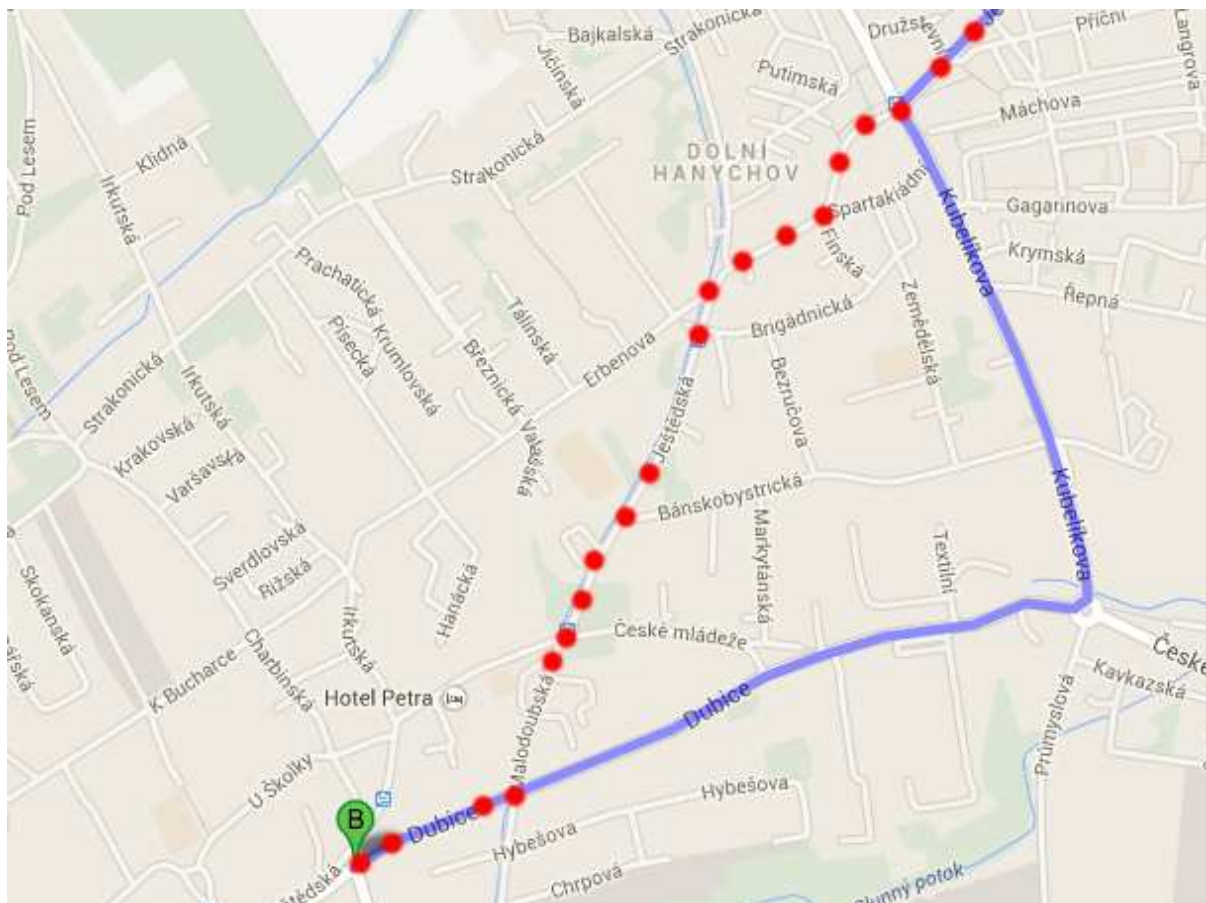 Bajkalská
Strakonická
Jičínská
Putimská
Příční
Langrova
Máchova
Pod Lesem
Klidná
Irkutská
Strakonická
DOLNÍ
HANYCHOV
Spartakiádní
Gagarinova
Finská
Kubelíkova
Krymská
Řepná
Prachatická
Písecká
Krumlovská
Tálinská
Březnická
Erbenova
Brigádnická
Zemědělská
Bezručova
Pod Lesem
Strakonická
Irkutská
Krakovská
Varšavská
Valašská
Ještědská
Bánskobystrická
Kubelíkova
Markytánská
Textilní
Sverdlovská
Rižská
Skokanská
Hanácká
Irkutská
České mládeže
České
Kavkazská
Charbinská
K Bucharce
Hotel Petra
Malodoubská
Dubice
Průmyslová
U Školky
Hybešova
B
Dubice
Hybešova
Chrpová